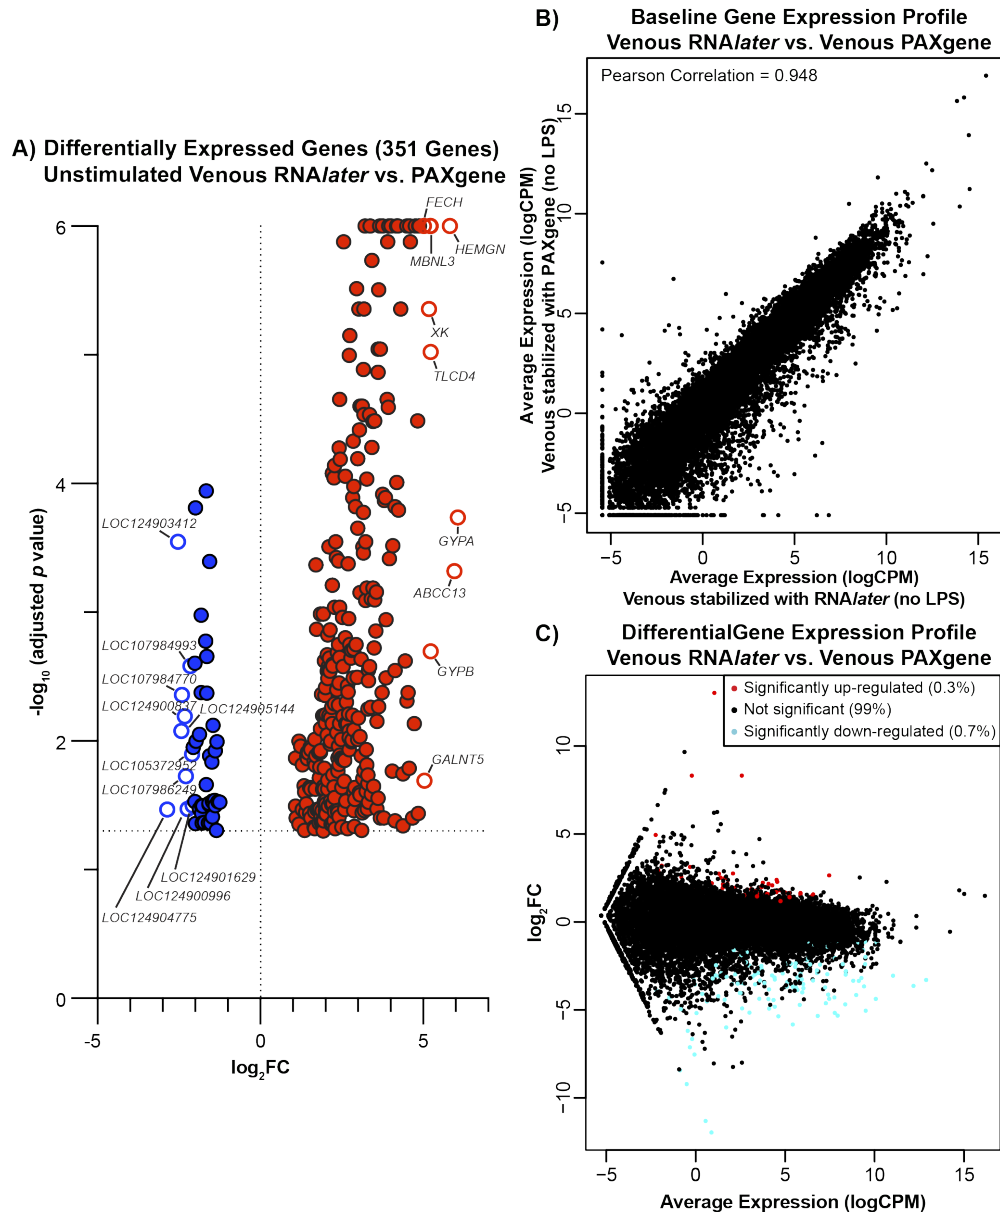 A) Differentially Expressed Genes (351 Genes)
Unstimulated Venous RNAlater vs. PAXgene
-log10 (adjusted p value)
6
4
2
0
-5
0
5
log2FC
FECH
HEMGN
MBNL3
XK
TLCD4
GYPA
ABCC13
GYPB
GALNT5
LOC124903412
LOC107984993
LOC107984770
LOC124900837
LOC124905144
LOC105372952
LOC107986249
LOC124901629
LOC124900996
LOC124904775
B) Baseline Gene Expression Profile
Venous RNAlater vs. Venous PAXgene
Pearson Correlation = 0.948
Average Expression (logCPM)
Venous stabilized with PAXgene (no LPS)
15
10
5
0
−5
−5
0
5
10
15
Average Expression (logCPM)
Venous stabilized with RNAlater (no LPS)
C) DifferentialGene Expression Profile
Venous RNAlater vs. Venous PAXgene
Significantly up-regulated (0.3%)
Not significant (99%)
Significantly down-regulated (0.7%)
log2FC
10
5
0
−5
−10
−5
0
5
10
15
Average Expression (logCPM)